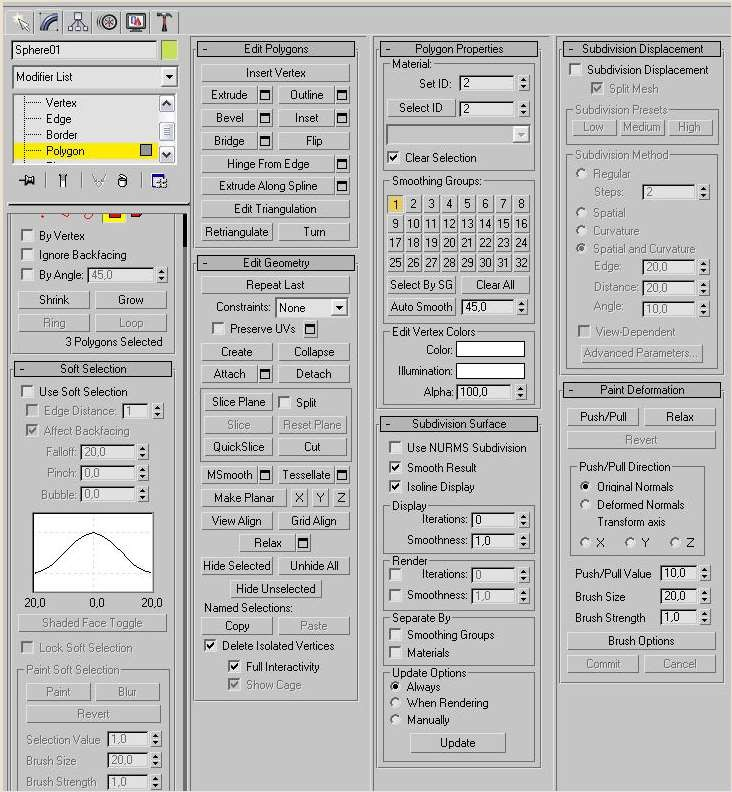 Sphere01
Modifier List
Vertex
Edge
Border
Polygon
By Vertex
Ignore Backfacing
By Angle: 45,0
Shrink Grow
Ring Loop
3 Polygons Selected
- Soft Selection
Use Soft Selection
Edge Distance: 1
Affect Backfacing
Falloff: 20,0
Pinch: 0,0
Bubble: 0,0
20,0 0,0 20,0
Shaded Face Toggle
Lock Soft Selection
Paint Soft Selection
Paint Blur
Revert
Selection Value 1,0
Brush Size 20,0
Brush Strength 1,0
- Edit Polygons
Insert Vertex
Extrude Outline
Bevel Inset
Bridge Flip
Hinge From Edge
Extrude Along Spline
Edit Triangulation
Retriangulate Turn
- Edit Geometry
Repeat Last
Constraints: None
Preserve UVs
Create Collapse
Attach Detach
Slice Plane Split
Slice Reset Plane
QuickSlice Cut
MSmooth Tessellate
Make Planar X Y Z
View Align Grid Align
Relax
Hide Selected Unhide All
Hide Unselected
Named Selections:
Copy Paste
Delete Isolated Vertices
Full Interactivity
Show Cage
- Polygon Properties
Material:
Set ID: 2
Select ID 2
Clear Selection
Smoothing Groups:
1 2 3 4 5 6 7 8
9 10 11 12 13 14 15 16
17 18 19 20 21 22 23 24
25 26 27 28 29 30 31 32
Select By SG Clear All
Auto Smooth 45,0
Edit Vertex Colors
Color:
Illumination:
Alpha: 100,0
- Subdivision Surface
Use NURMS Subdivision
Smooth Result
Isoline Display
Display
Iterations: 0
Smoothness: 1,0
Render
Iterations: 0
Smoothness: 1,0
Separate By
Smoothing Groups
Materials
Update Options
Always
When Rendering
Manually
Update
- Subdivision Displacement
Subdivision Displacement
Split Mesh
Subdivision Presets
Low Medium High
Subdivision Method
Regular
Steps: 2
Spatial
Curvature
Spatial and Curvature
Edge: 20,0
Distance: 20,0
Angle: 10,0
View-Dependent
Advanced Parameters...
- Paint Deformation
Push/Pull Relax
Revert
Push/Pull Direction
Original Normals
Deformed Normals
Transform axis
X Y Z
Push/Pull Value 10,0
Brush Size 20,0
Brush Strength 1,0
Brush Options
Commit Cancel